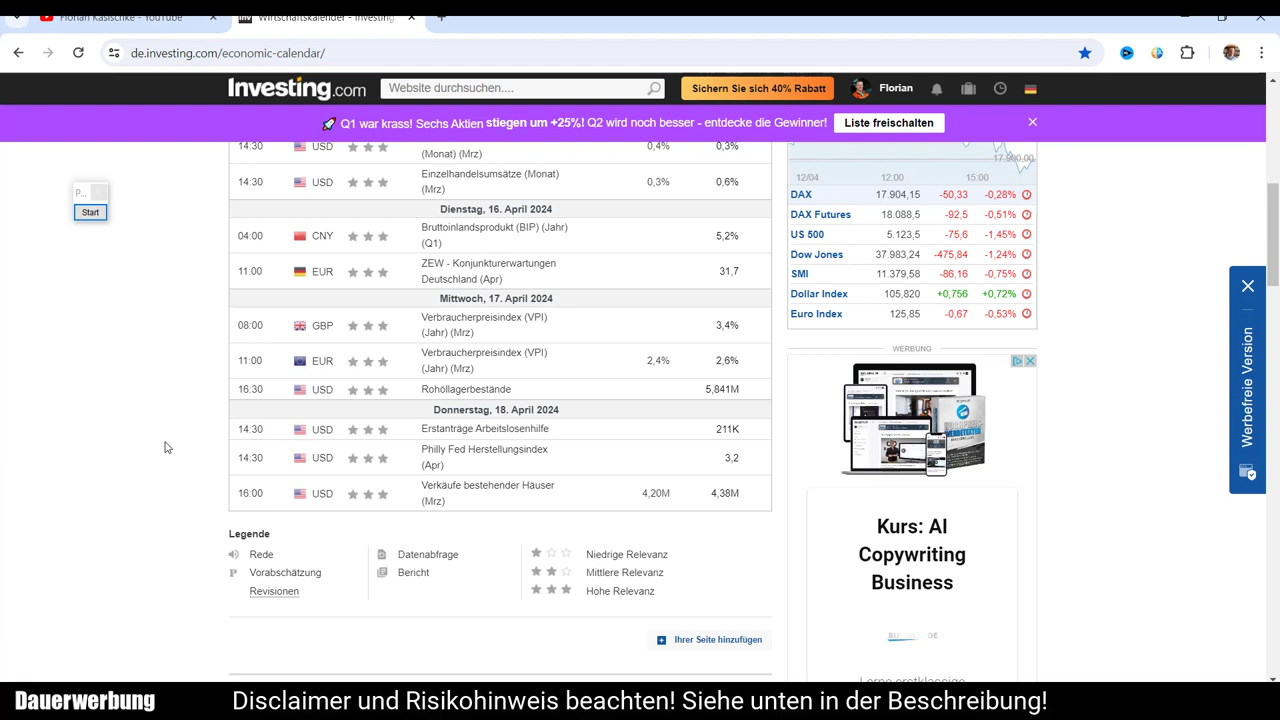 Florian Kasischke - YouTube
Wirtschaftskalender - Investing
de.investing.com/economic-calendar/
Investing.com
Website durchsuchen....
Sichern Sie sich 40% Rabatt
Florian
Q1 war krass! Sechs Aktien stiegen um +25%! Q2 wird noch besser - entdecke die Gewinner!
Liste freischalten
14:30 USD (Monat) (Mrz) 0,4% 0,3%
14:30 USD Einzelhandelsumsätze (Monat) 0,3% 0,6%
(Mrz)
Dienstag, 16. April 2024
04:00 CNY Bruttoinlandsprodukt (BIP) (Jahr) 5,2%
(Q1)
11:00 EUR ZEW - Konjunkturerwartungen 31,7
Deutschland (Apr)
Mittwoch, 17. April 2024
08:00 GBP Verbraucherpreisindex (VPI) 3,4%
(Jahr) (Mrz)
11:00 EUR Verbraucherpreisindex (VPI) 2,4% 2,6%
(Jahr) (Mrz)
16:30 USD Rohöllagerbestände 5,841M
Donnerstag, 18. April 2024
14:30 USD Erstanträge Arbeitslosenhilfe 211K
14:30 USD Philly Fed Herstellungsindex 3,2
(Apr)
16:00 USD Verkäufe bestehender Häuser 4,20M 4,38M
(Mrz)
P...
Start
Legende
Rede
Vorabschätzung
Revisionen
Datenabfrage
Bericht
Niedrige Relevanz
Mittlere Relevanz
Hohe Relevanz
Ihrer Seite hinzufügen
17.900,00
12/04 12:00 15:00
DAX 17.904,15 -50,33 -0,28%
DAX Futures 18.088,5 -92,5 -0,51%
US 500 5.123,5 -75,6 -1,45%
Dow Jones 37.983,24 -475,84 -1,24%
SMI 11.379,58 -86,16 -0,75%
Dollar Index 105,820 +0,756 +0,72%
Euro Index 125,85 -0,67 -0,53%
WERBUNG
Kurs: AI
Copywriting
Business
Lerne erstklassige
Werbefreie Version
Dauerwerbung
Disclaimer und Risikohinweis beachten! Siehe unten in der Beschreibung!